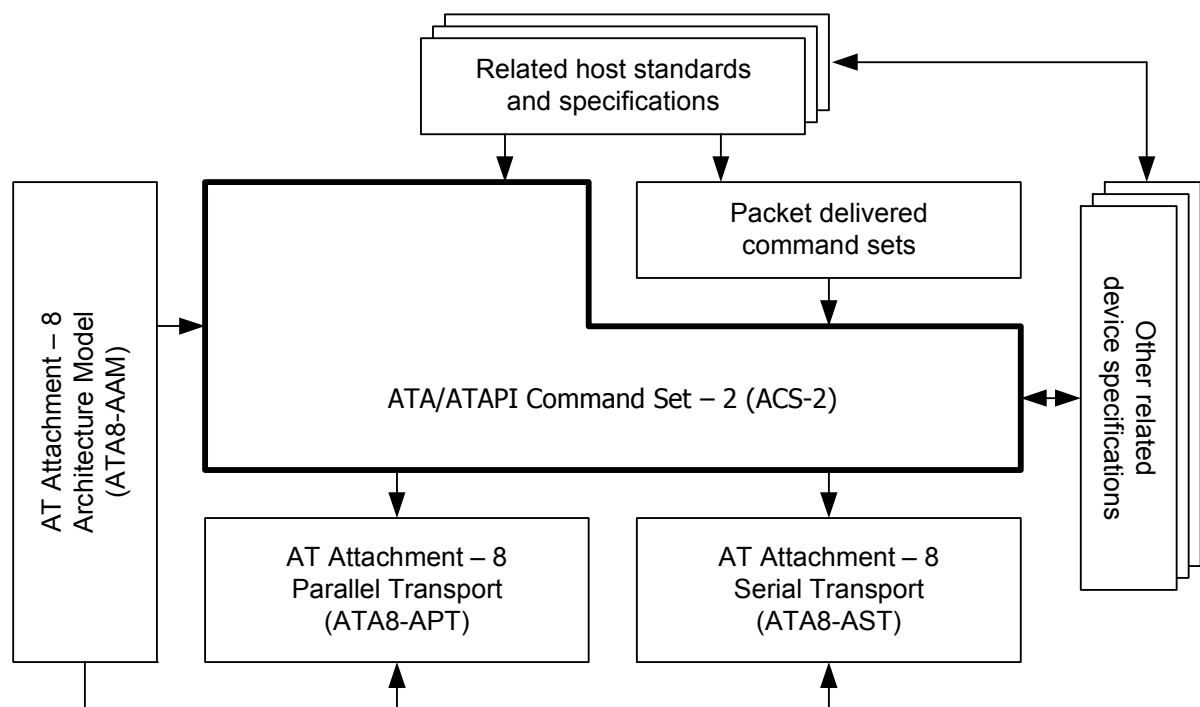 Related host standards
and specifications
Packet delivered
command sets
AT Attachment – 8
Architecture Model
(ATA8-AAM)
ATA/ATAPI Command Set – 2 (ACS-2)
Other related
device specifications
AT Attachment – 8
Parallel Transport
(ATA8-APT)
AT Attachment – 8
Serial Transport
(ATA8-AST)